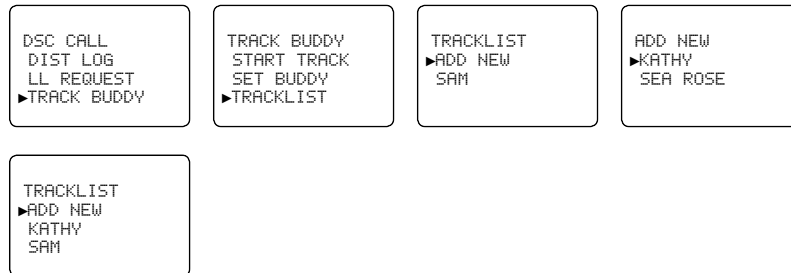 DSC CALL
DIST LOG
LL REQUEST
►TRACK BUDDY
TRACK BUDDY
START TRACK
SET BUDDY
►TRACKLIST
TRACKLIST
►ADD NEW
SAM
ADD NEW
►KATHY
SEA ROSE
TRACKLIST
►ADD NEW
KATHY
SAM